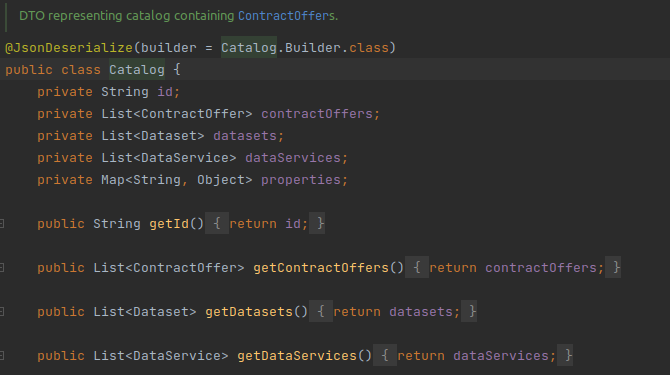 DTO representing catalog containing ContractOffers.
@JsonDeserialize(builder = Catalog.Builder.class)
public class Catalog {
private String id;
private List<ContractOffer> contractOffers;
private List<Dataset> datasets;
private List<DataService> dataServices;
private Map<String, Object> properties;
public String getId() { return id; }
public List<ContractOffer> getContractOffers() { return contractOffers; }
public List<Dataset> getDatasets() { return datasets; }
public List<DataService> getDataServices() { return dataServices; }